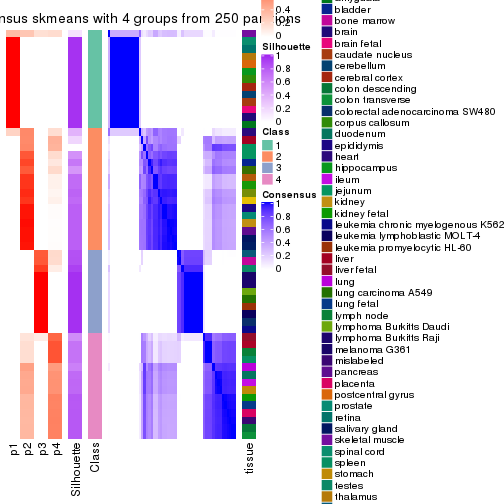 nsus skmeans with 4 groups from 250 partitions
0.4
0.2
0
Silhouette
1
0.8
0.6
0.4
0.2
0
Class
1
2
3
4
Consensus
1
0.8
0.6
0.4
0.2
0
p1
p2
p3
p4
Silhouette
Class
tissue
bladder
bone marrow
brain
brain fetal
caudate nucleus
cerebellum
cerebral cortex
colon descending
colon transverse
colorectal adenocarcinoma SW480
corpus callosum
duodenum
epididymis
heart
hippocampus
ileum
jejunum
kidney
kidney fetal
leukemia chronic myelogenous K562
leukemia lymphoblastic MOLT-4
leukemia promyelocytic HL-60
liver
liver fetal
lung
lung carcinoma A549
lung fetal
lymph node
lymphoma Burkitts Daudi
lymphoma Burkitts Raji
melanoma G361
mislabeled
pancreas
placenta
postcentral gyrus
prostate
retina
salivary gland
skeletal muscle
spinal cord
spleen
stomach
testes
thalamus